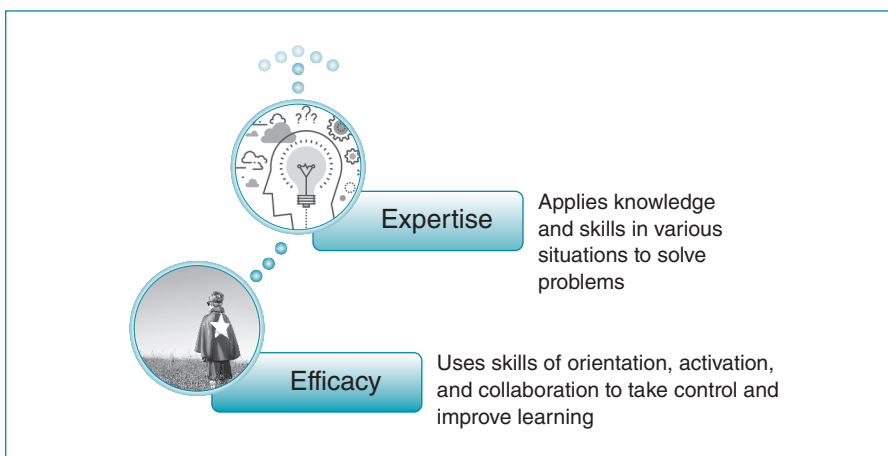 ???
Expertise
Applies knowledge
and skills in various
situations to solve
problems
Efficacy
Uses skills of orientation, activation,
and collaboration to take control and
improve learning